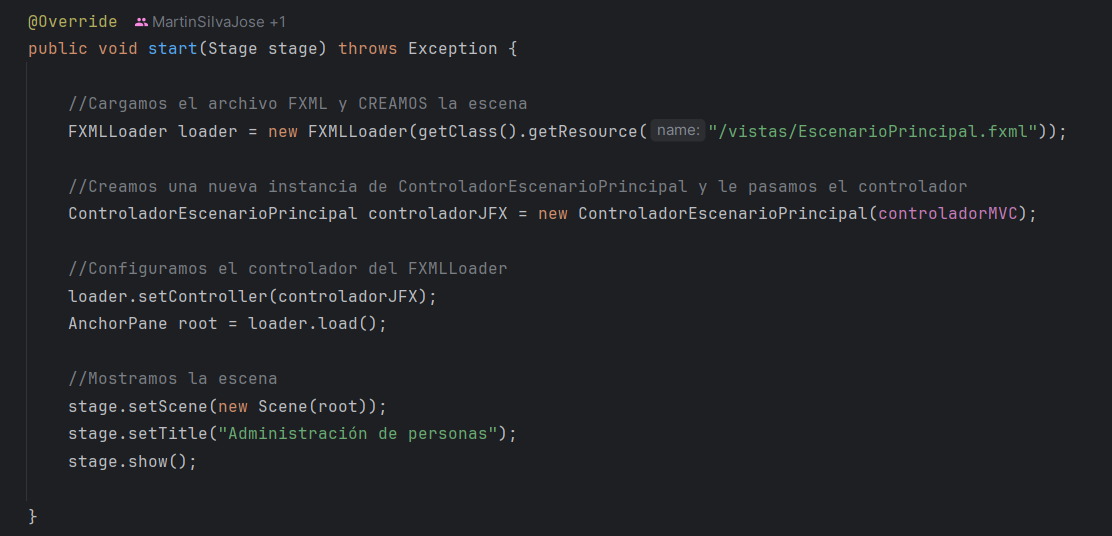 @Override MartinSilvaJose +1
public void start(Stage stage) throws Exception {
//Cargamos el archivo FXML y CREAMOS la escena
FXMLLoader loader = new FXMLLoader(getClass().getResource( name: "/vistas/EscenarioPrincipal.fxml"));
//Creamos una nueva instancia de ControladorEscenarioPrincipal y le pasamos el controlador
ControladorEscenarioPrincipal controladorJFX = new ControladorEscenarioPrincipal(controladorMVC);
//Configuramos el controlador del FXMLLoader
loader.setController(controladorJFX);
AnchorPane root = loader.load();
//Mostramos la escena
stage.setScene(new Scene(root));
stage.setTitle("Administración de personas");
stage.show();
}